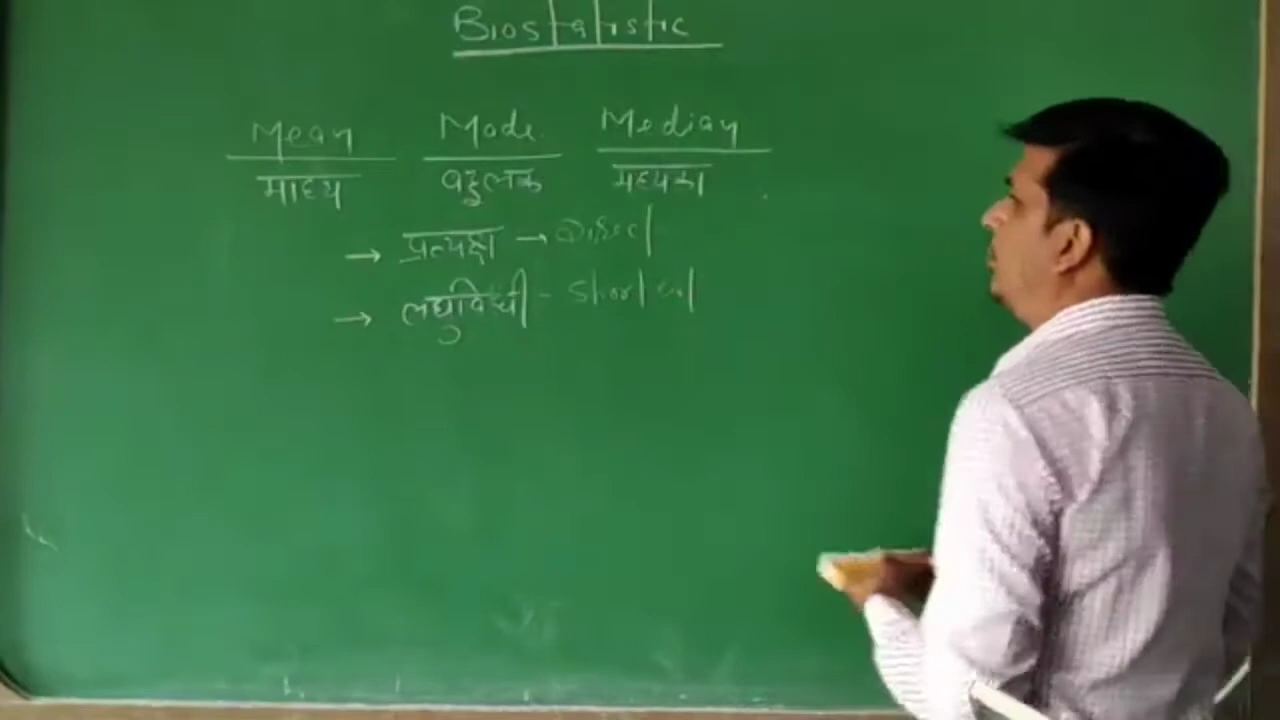 Biostatistic
Mean Mode Median
माध्य बहुलक मध्यका
→ प्रत्यक्ष → Direct
→ लघुविधी - Short cut